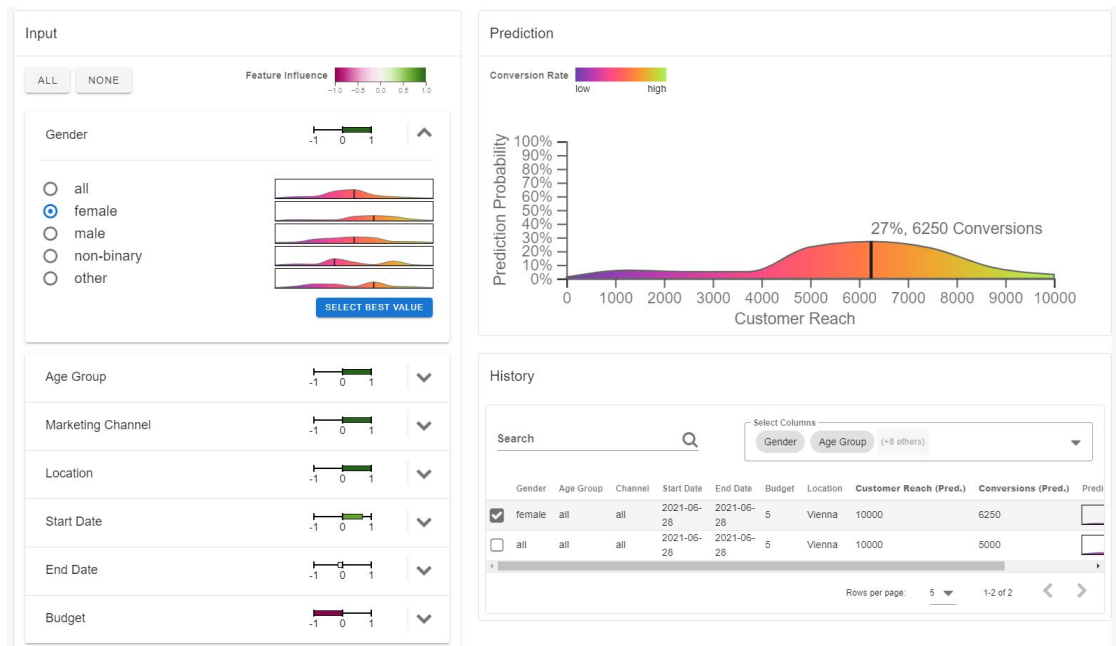 Input
ALL NONE Feature Influence
-1.0 -0.5 0.0 0.5 1.0
Gender -1 0 1
all
female
male
non-binary
other
SELECT BEST VALUE
Age Group -1 0 1
Marketing Channel -1 0 1
Location -1 0 1
Start Date -1 0 1
End Date -1 0 1
Budget -1 0 1
Prediction
Conversion Rate
low high
Prediction Probability
100%
90%
80%
70%
60%
50%
40%
30%
20%
10%
0%
27%, 6250 Conversions
0 1000 2000 3000 4000 5000 6000 7000 8000 9000 10000
Customer Reach
History
Search
Select Columns
Gender Age Group (+8 others)
Gender Age Group Channel Start Date End Date Budget Location Customer Reach (Pred.) Conversions (Pred.) Predi
female all all 2021-06-28 2021-06-28 5 Vienna 10000 6250
all all all 2021-06-28 2021-06-28 5 Vienna 10000 5000
Rows per page: 5 1-2 of 2